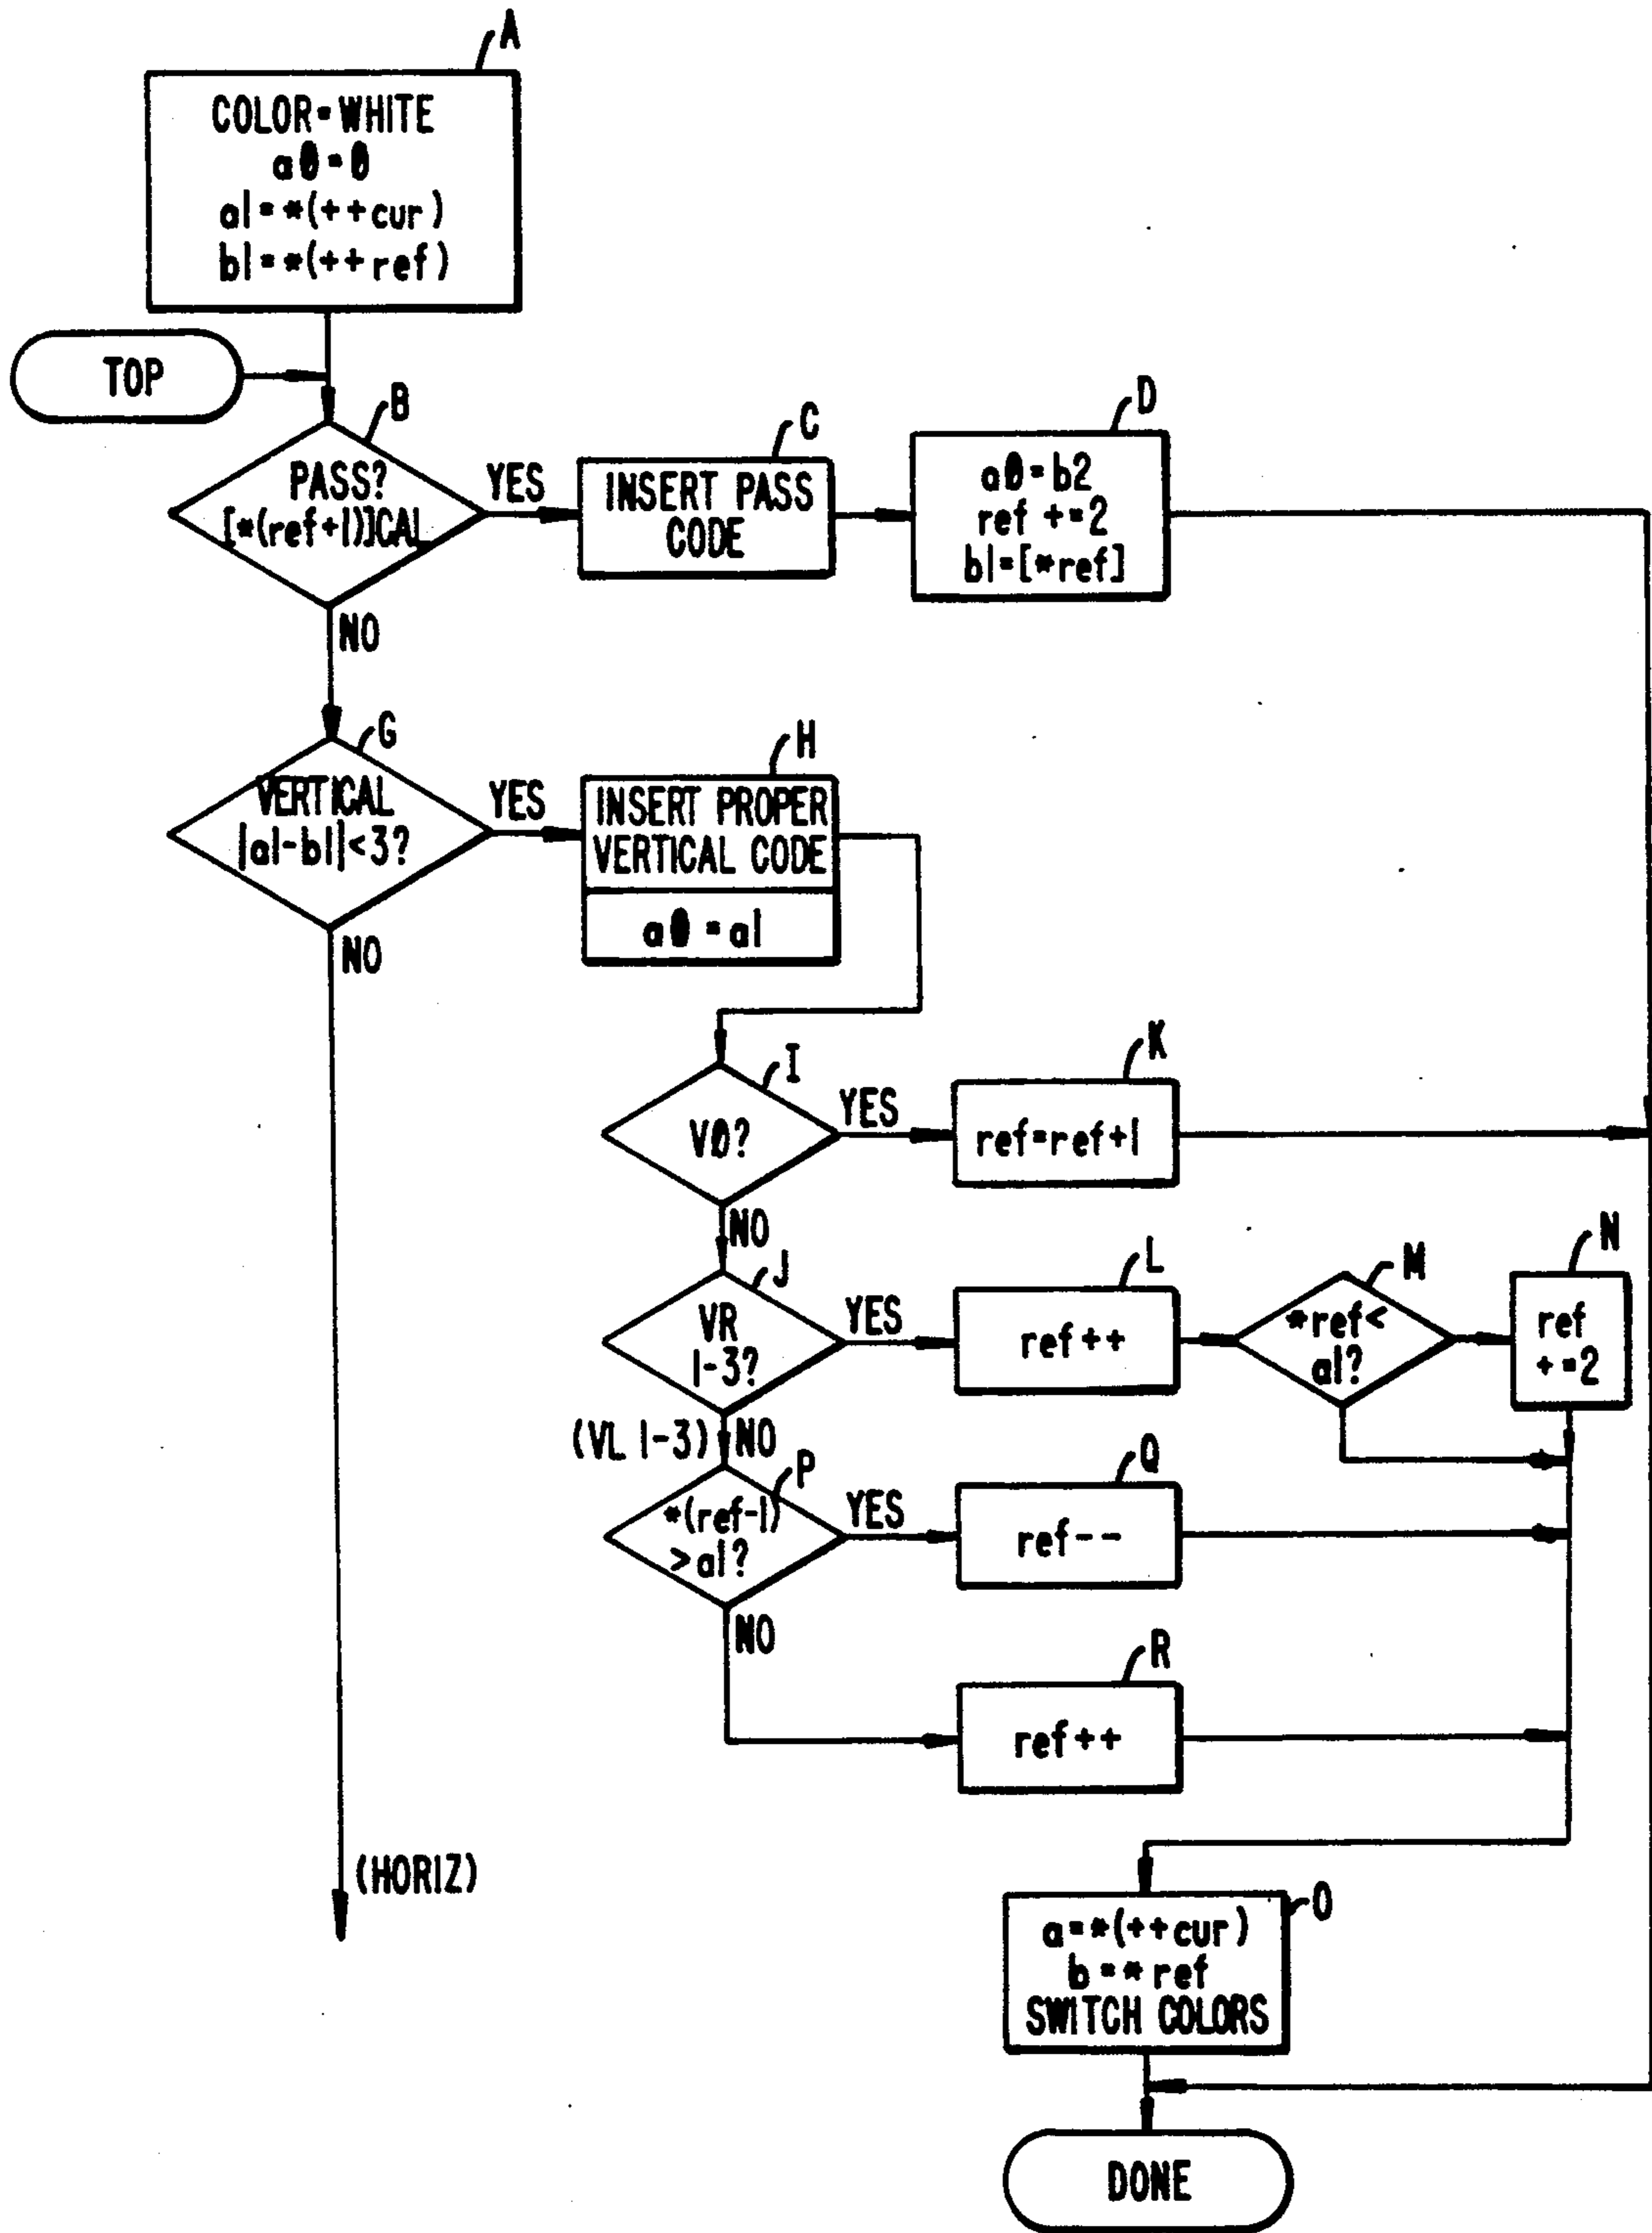 A
COLOR=WHITE
a0=0
a1=*(++cur)
b1=*(++ref)
TOP
B
PASS?
[*(ref+1)]CAL
YES
NO
C
INSERT PASS
CODE
D
a0=b2
ref +=2
b1=[*ref]
G
VERTICAL
|a1-b1|<3?
YES
NO
H
INSERT PROPER
VERTICAL CODE
a0=a1
I
V0?
YES
NO
K
ref=ref+1
J
VR
1-3?
YES
(VL 1-3) NO
L
ref++
M
*ref<
a1?
N
ref
+=2
P
*(ref-1)
>a1?
YES
NO
Q
ref--
R
ref++
(HORIZ)
O
a=*(++cur)
b=*ref
SWITCH COLORS
DONE